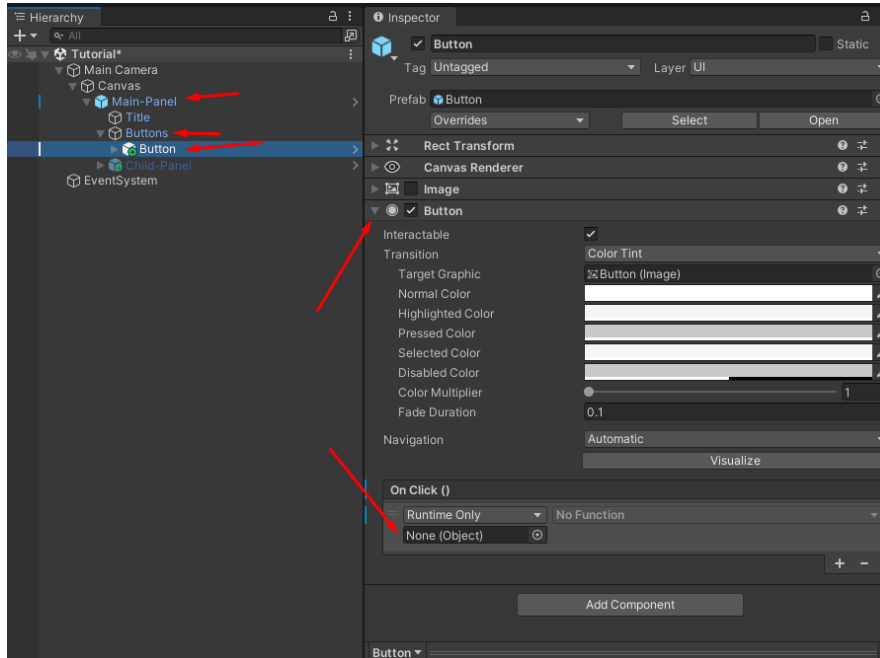 Hierarchy
All
Tutorial*
Main Camera
Canvas
Main-Panel
Title
Buttons
Button
Child-Panel
EventSystem
Inspector
Button Static
Tag Untagged Layer UI
Prefab Button
Overrides Select Open
Rect Transform
Canvas Renderer
Image
Button
Interactable
Transition Color Tint
Target Graphic Button (Image)
Normal Color
Highlighted Color
Pressed Color
Selected Color
Disabled Color
Color Multiplier 1
Fade Duration 0.1
Navigation Automatic
Visualize
On Click ()
Runtime Only No Function
None (Object)
Add Component
Button